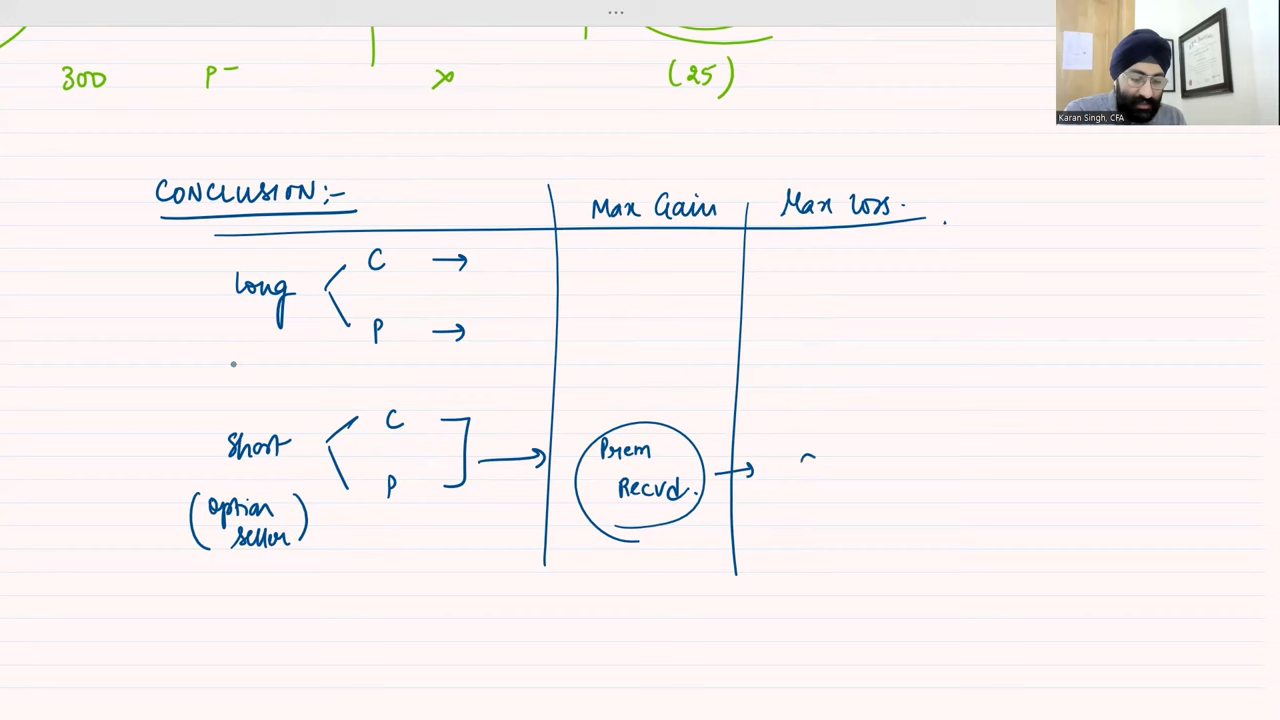 300 P- x (25)
Karan Singh, CFA
CONCLUSION:-
Max Gain Max Loss.
Long C →
P →
Short C
P
(option seller)
Prem
Recvd. →